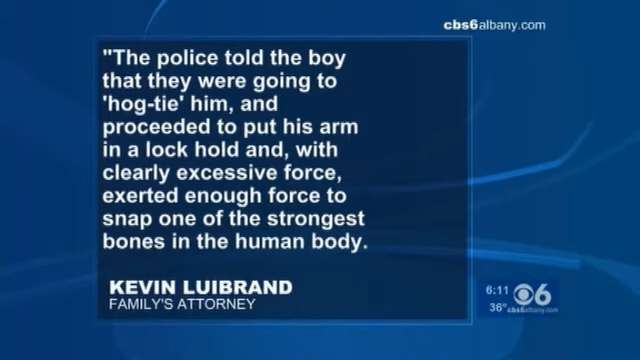 cbs6albany.com
"The police told the boy
that they were going to
'hog-tie' him, and
proceeded to put his arm
in a lock hold and, with
clearly excessive force,
exerted enough force to
snap one of the strongest
bones in the human body.
KEVIN LUIBRAND
FAMILY'S ATTORNEY
6:11 6
36° cbs6albany.com